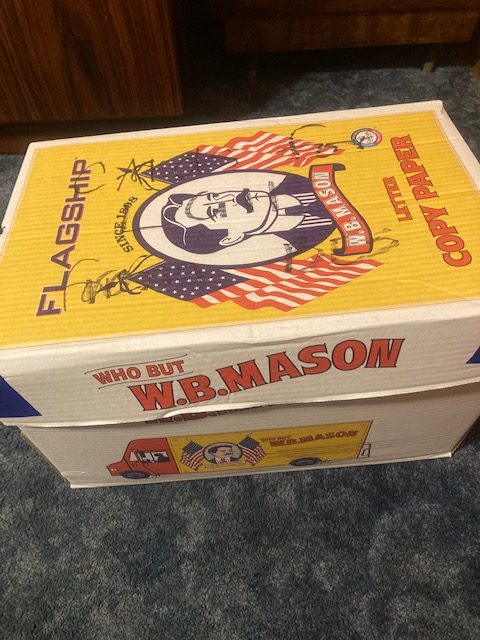 FLAGSHIP
SINCE 1898
W.B. MASON
LETTER
COPY PAPER
WHO BUT
W.B. MASON
WHO BUT
W.B. MASON